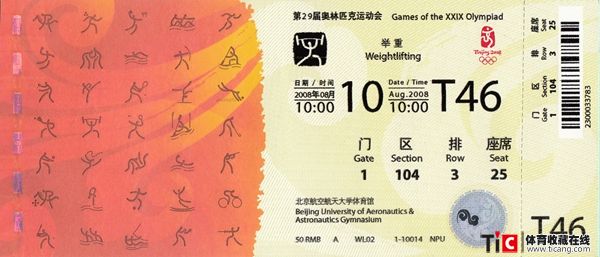 第29届奥林匹克运动会 Games of the XXIX Olympiad
举重
Weightlifting
Beijing 2008
日期 / 时间 Date / Time
2008年08月 10 Aug.2008 T46
10:00 10:00
门 区 排 座席
Gate Section Row Seat
1 104 3 25
北京航空航天大学体育馆
Beijing University of Aeronautics &
Astronautics Gymnasium
50 RMB A WL02 1-10014 NPU
门 Gate 1
区 Section 104
排 Row 3
座席 Seat 25
2300033783
T46
TiC 体育收藏在线
www.ticang.com